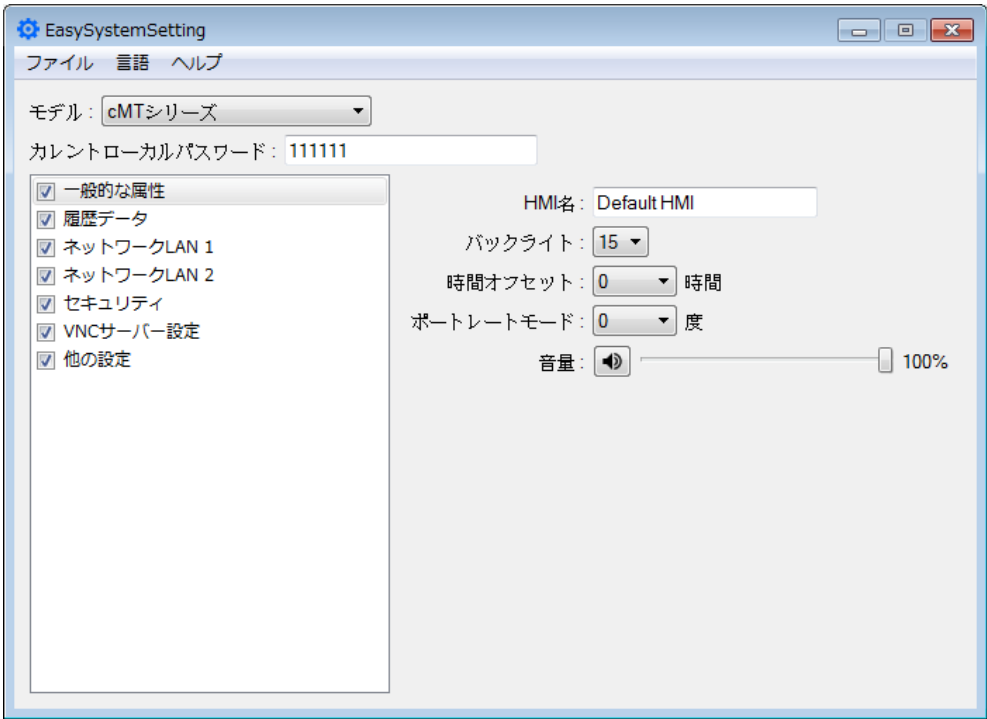 EasySystemSetting
ファイル 言語 ヘルプ
モデル : cMTシリーズ
カレントローカルパスワード : 111111
一般的な属性
履歴データ
ネットワークLAN 1
ネットワークLAN 2
セキュリティ
VNCサーバー設定
他の設定
HMI名 : Default HMI
バックライト : 15
時間オフセット : 0 時間
ポートレートモード : 0 度
音量 : 100%